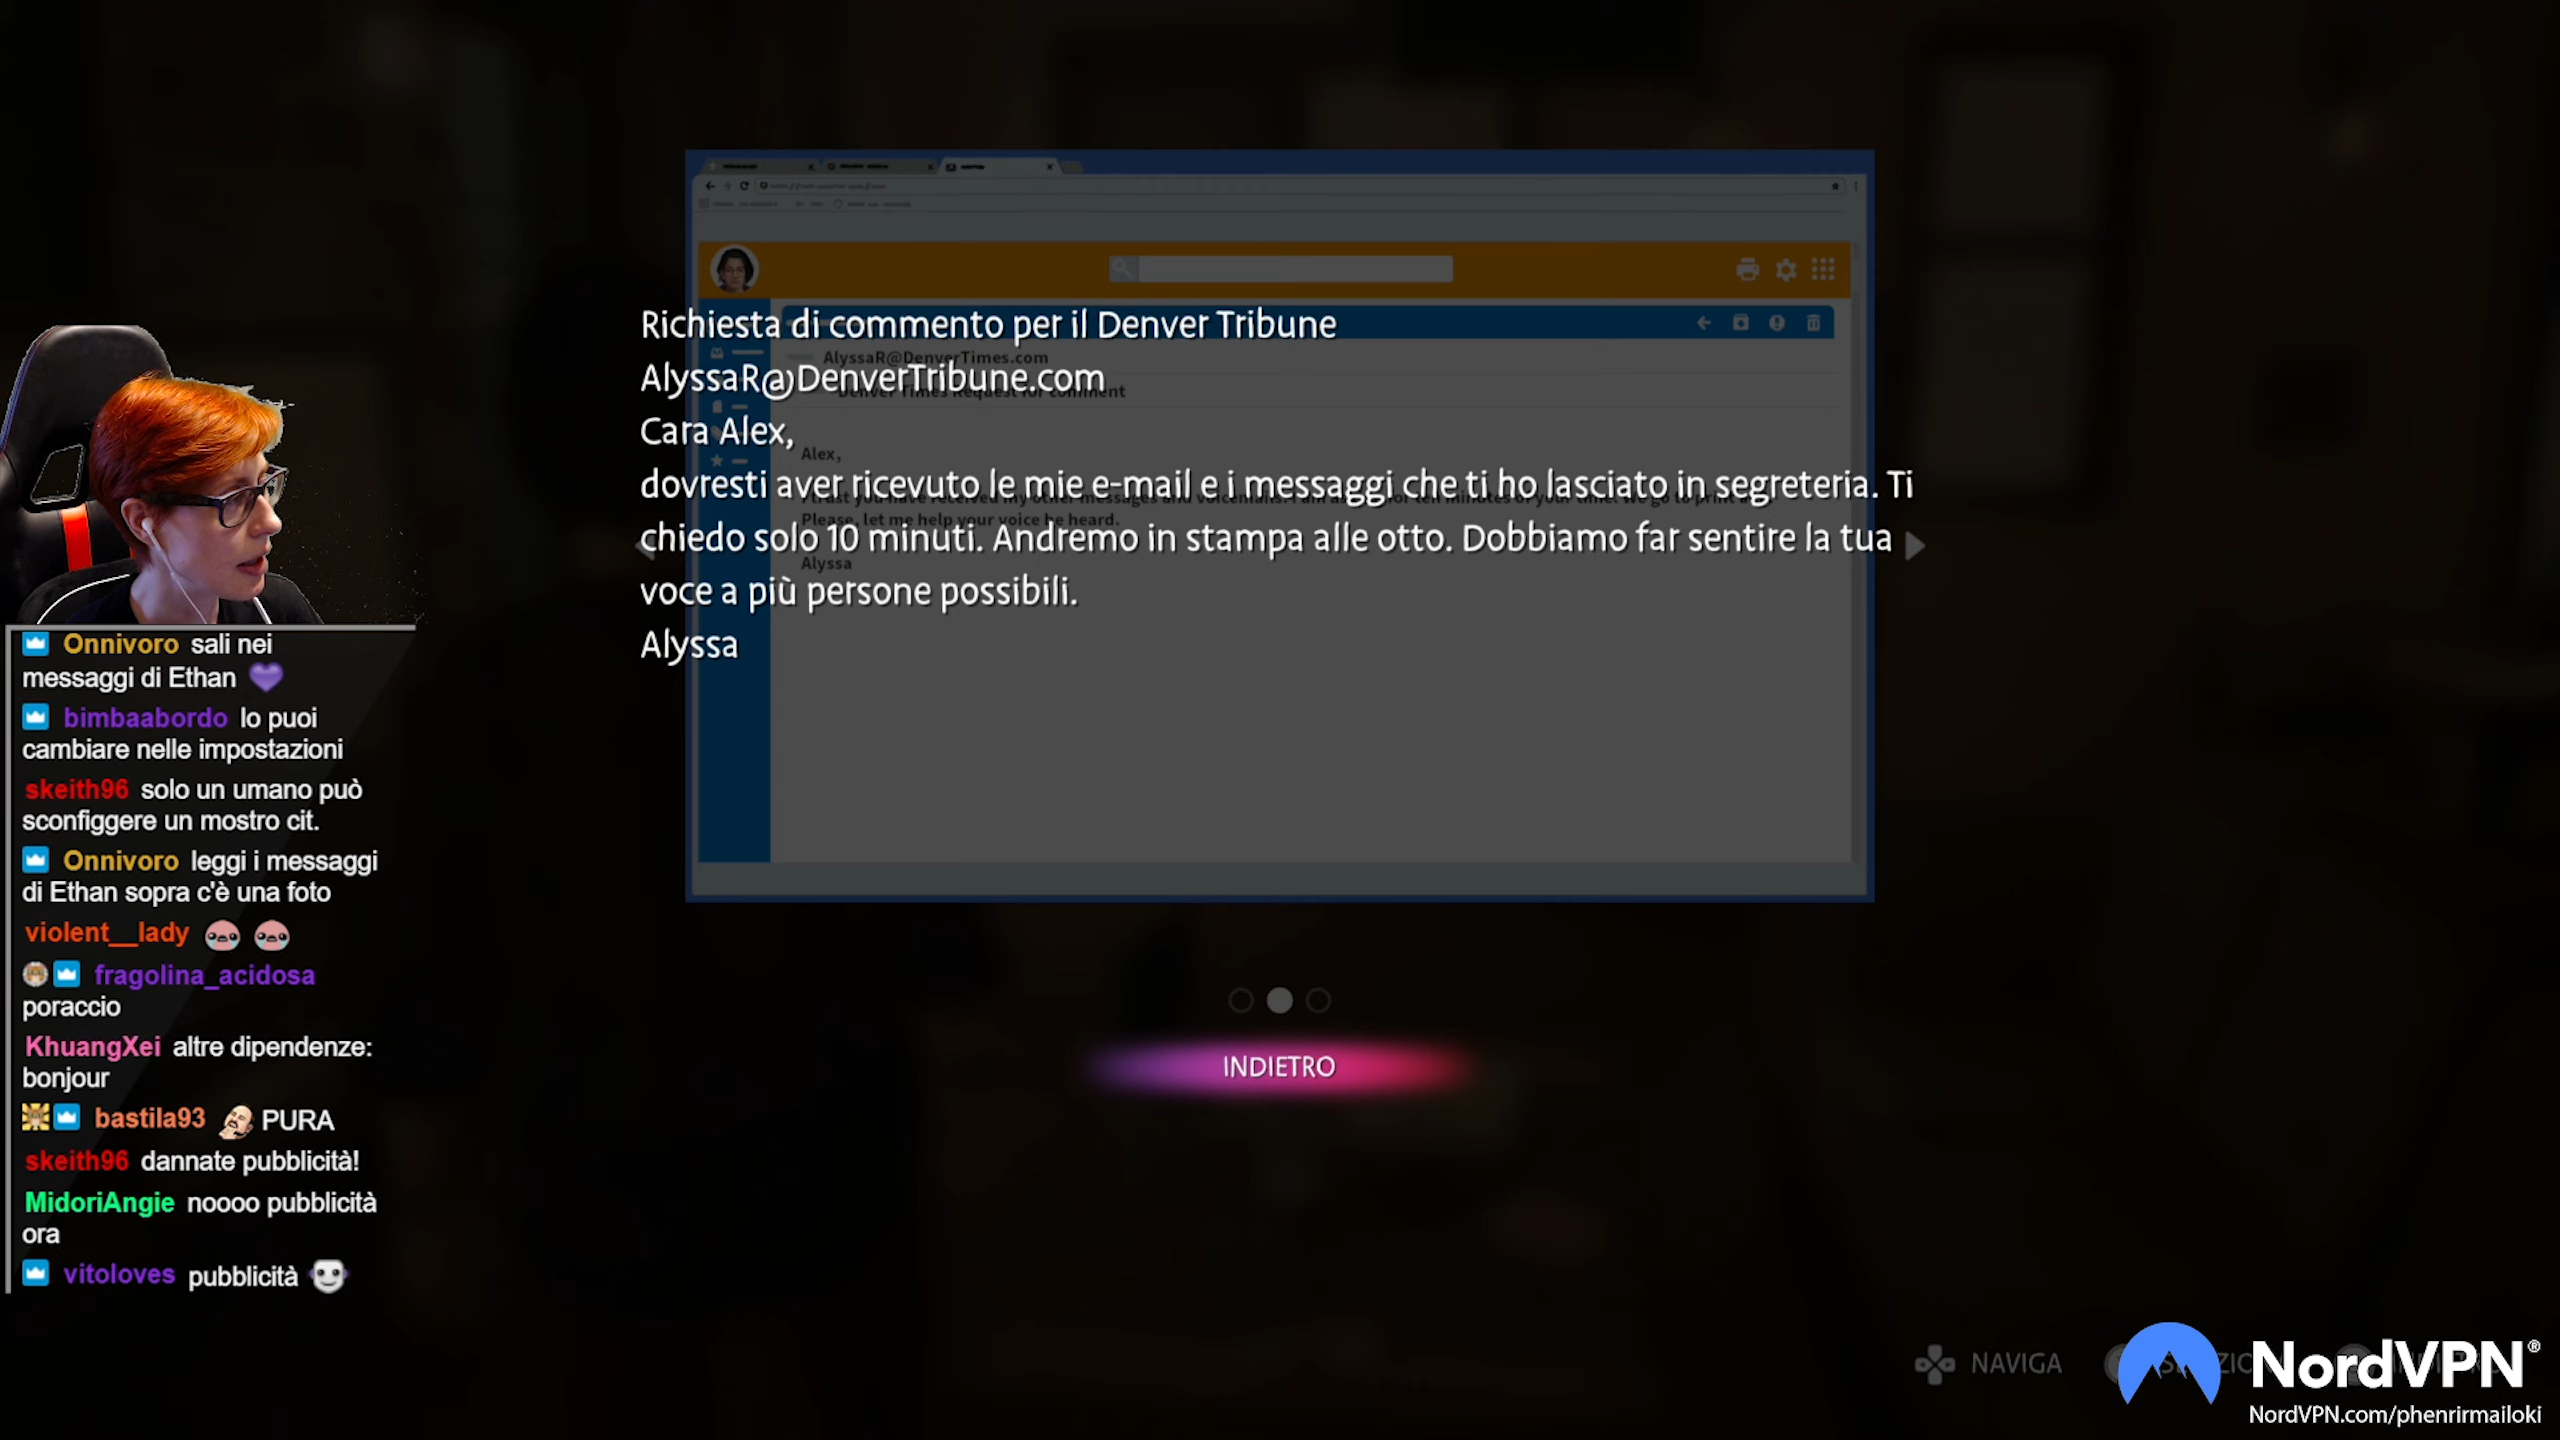 Richiesta di commento per il Denver Tribune
AlyssaR@DenverTimes.com
AlyssaR@DenverTribune.com
Denver Times Request for comment
Cara Alex,
Alex,
dovresti aver ricevuto le mie e-mail e i messaggi che ti ho lasciato in segreteria. Ti
Please, let me help your voice be heard.
chiedo solo 10 minuti. Andremo in stampa alle otto. Dobbiamo far sentire la tua
Alyssa
voce a più persone possibili.
Alyssa
INDIETRO
Onnivoro sali nei
messaggi di Ethan
bimbaabordo lo puoi
cambiare nelle impostazioni
skeith96 solo un umano può
sconfiggere un mostro cit.
Onnivoro leggi i messaggi
di Ethan sopra c'è una foto
violent__lady
fragolina_acidosa
poraccio
KhuangXei altre dipendenze:
bonjour
bastila93 PURA
skeith96 dannate pubblicità!
MidoriAngie noooo pubblicità
ora
vitoloves pubblicità
NAVIGA
NordVPN®
NordVPN.com/phenrirmailoki